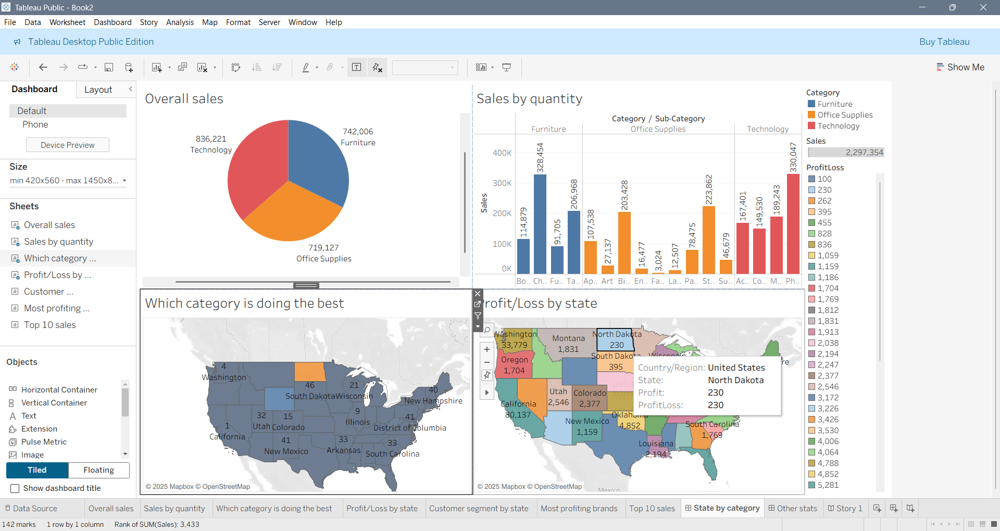 Tableau Public - Book2
File Data Worksheet Dashboard Story Analysis Map Format Server Window Help
Tableau Desktop Public Edition
Buy Tableau
Show Me
Dashboard
Layout
Default
Phone
Device Preview
Size
min 420x560 - max 1450x8...
Sheets
Overall sales
Sales by quantity
Which category ...
Profit/Loss by ...
Customer ...
Most profiting ...
Top 10 sales
Objects
Horizontal Container
Vertical Container
Text
Extension
Pulse Metric
Image
Tiled
Floating
Show dashboard title
Overall sales
836,221
Technology
742,006
Furniture
719,127
Office Supplies
Sales by quantity
Category / Sub-Category
Furniture
Office Supplies
Technology
Sales
400K
300K
200K
100K
0K
114,879
328,454
91,705
206,968
107,538
27,137
203,428
16,477
3,024
12,507
78,475
223,862
46,679
167,401
149,530
189,243
330,047
Bo.. Ch.. Fu.. Ta.. Ap.. Art Bi.. En.. Fa.. La.. Pa.. St.. Su.. Ac.. Co.. M.. Ph..
Which category is doing the best
4
Washington
46
South Dakota
21
Wisconsin
40
New Hampshire
32
Utah
15
Colorado
9
Illinois
41
District of Columbia
1
California
41
New Mexico
33
Arkansas
33
South Carolina
© 2025 Mapbox © OpenStreetMap
Profit/Loss by state
Washington
33,779
Montana
1,831
North Dakota
230
Oregon
1,704
South Dakota
395
Wisconsin
re
Utah
2,546
Colorado
2,377
United
States
California
80,137
New Mexico
1,159
Oklahoma
4,852
South Carolina
1,769
Louisiana
2,194
Mexico
© 2025 Mapbox © OpenStreetMap
Country/Region: United States
State: North Dakota
Profit: 230
ProfitLoss: 230
Category
Furniture
Office Supplies
Technology
Sales
2,297,354
ProfitLoss
100
230
262
395
455
828
836
1,059
1,159
1,186
1,704
1,769
1,812
1,831
1,913
2,038
2,194
2,247
2,377
2,546
3,172
3,226
3,426
3,530
4,006
4,064
4,788
4,852
5,281
Data Source
Overall sales
Sales by quantity
Which category is doing the best
Profit/Loss by state
Customer segment by state
Most profiting brands
Top 10 sales
State by category
Other stats
Story 1
142 marks
1 row by 1 column
Rank of SUM(Sales): 3,433